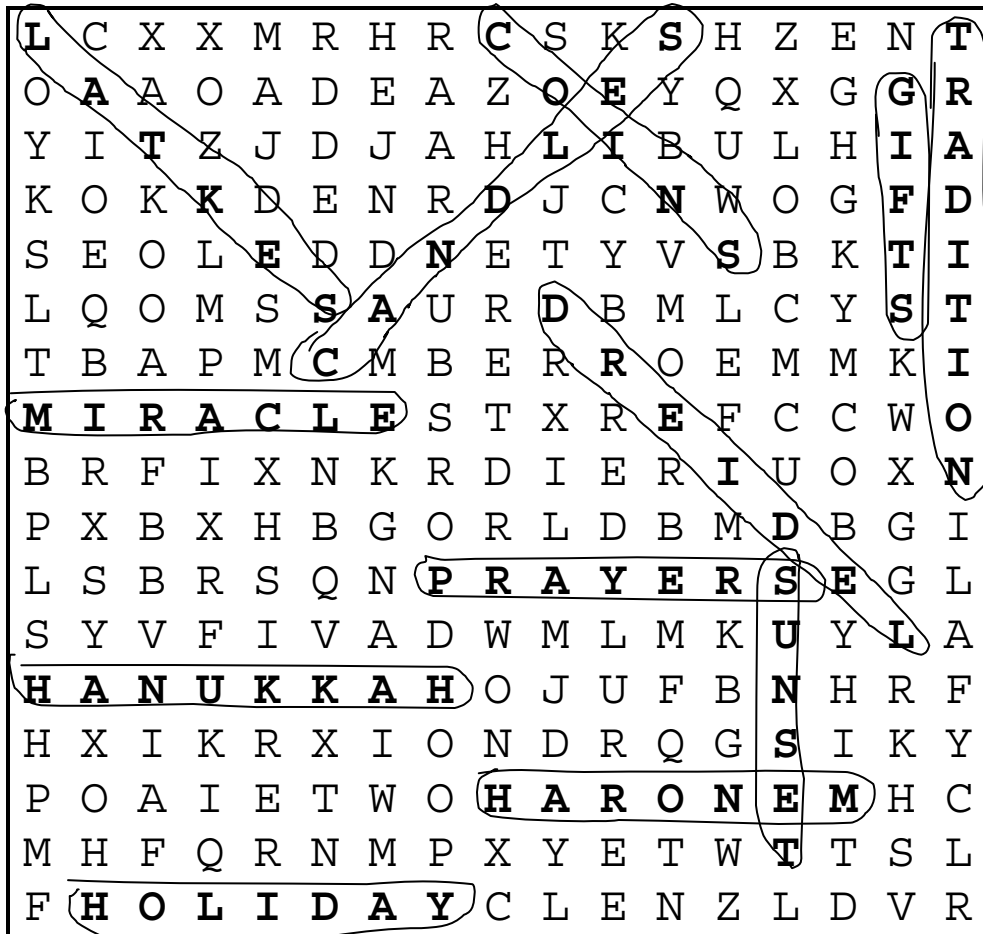 L C X X M R H R C S K S H Z E N T
O A A O A D E A Z O E Y Q X G G R
Y I T Z J D J A H L I B U L H I A
K O K K D E N R D J C N W O G F D
S E O L E D D N E T Y V S B K T I
L Q O M S S A U R D B M L C Y S T
T B A P M C M B E R R O E M M K I
M I R A C L E S T X R E F C C W O
B R F I X N K R D I E R I U O X N
P X B X H B G O R L D B M D B G I
L S B R S Q N P R A Y E R S E G L
S Y V F I V A D W M L M K U Y L A
H A N U K K A H O J U F B N H R F
H X I K R X I O N D R Q G S I K Y
P O A I E T W O H A R O N E M H C
M H F Q R N M P X Y E T W T T S L
F H O L I D A Y C L E N Z L D V R